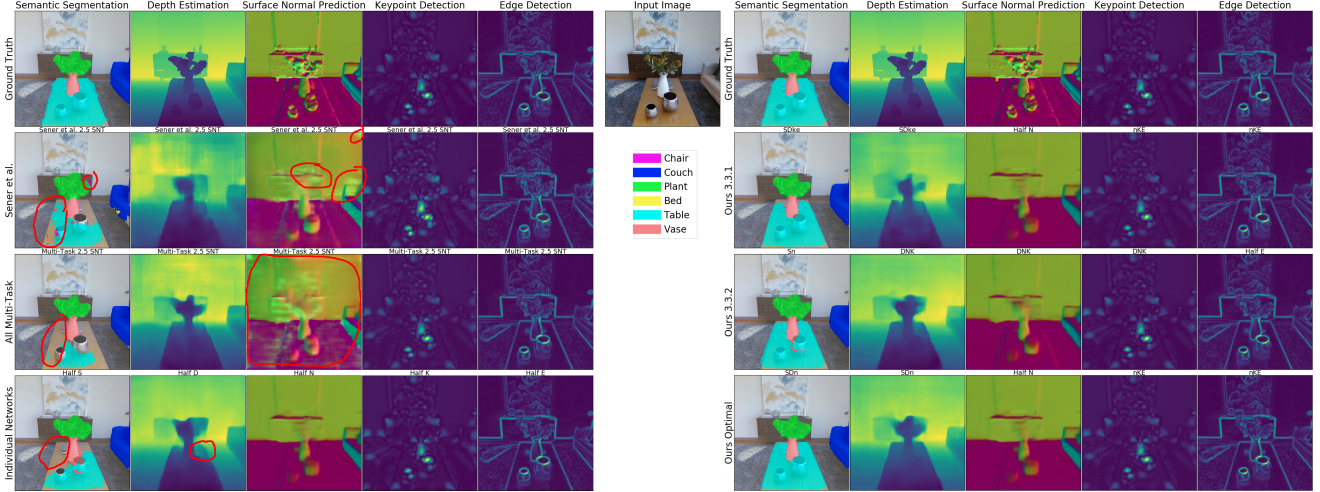 Semantic Segmentation Depth Estimation Surface Normal Prediction Keypoint Detection Edge Detection
Ground Truth
Sener et al. 2.5 SNT Sener et al. 2.5 SNT Sener et al. 2.5 SNT Sener et al. 2.5 SNT Sener et al. 2.5 SNT
Sener et al.
Multi-Task 2.5 SNT Multi-Task 2.5 SNT Multi-Task 2.5 SNT Multi-Task 2.5 SNT Multi-Task 2.5 SNT
All Multi-Task
Half S Half D Half N Half K Half E
Individual Networks
Input Image
Chair
Couch
Plant
Bed
Table
Vase
Semantic Segmentation Depth Estimation Surface Normal Prediction Keypoint Detection Edge Detection
Ground Truth
SDke SDke Half N nKE nKE
Ours 3.3.1
Sn DNK DNK DNK Half E
Ours 3.3.2
SDn SDn Half N nKE nKE
Ours Optimal